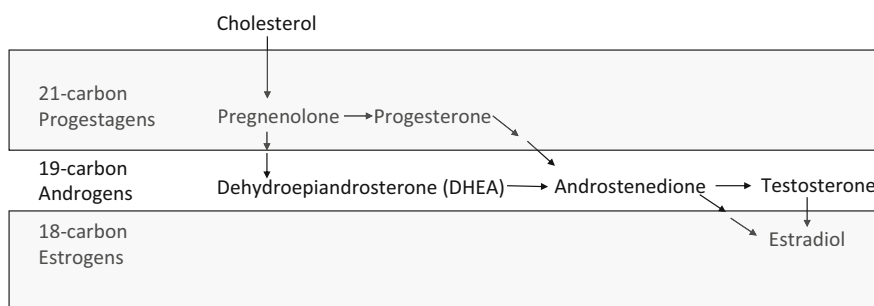 Cholesterol
21-carbon
Progestagens
Pregnenolone
Progesterone
19-carbon
Androgens
Dehydroepiandrosterone (DHEA)
Androstenedione
Testosterone
18-carbon
Estrogens
Estradiol